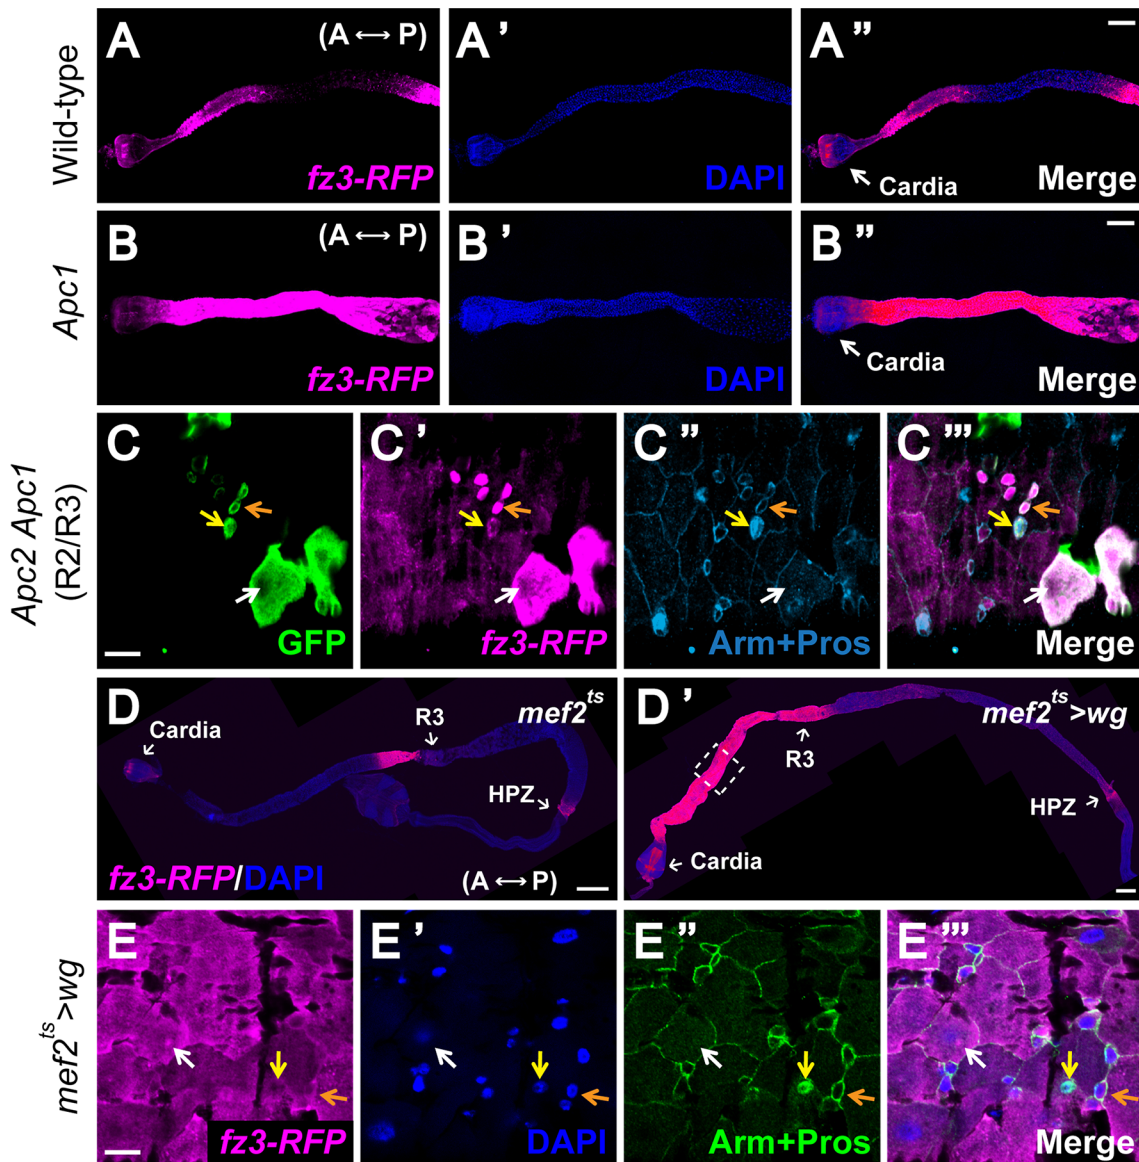 Wild-type
A
(A ⟷ P)
fz3-RFP
A’
DAPI
A”
Cardia
Merge
Apc1
B
(A ⟷ P)
fz3-RFP
B’
DAPI
B”
Cardia
Merge
Apc2 Apc1
(R2/R3)
C
GFP
C’
fz3-RFP
C”
Arm+Pros
C”’
Merge
D
mef2ts
Cardia
R3
HPZ
fz3-RFP/DAPI
(A ⟷ P)
D’
mef2ts>wg
R3
HPZ
Cardia
mef2ts>wg
E
fz3-RFP
E’
DAPI
E”
Arm+Pros
E”’
Merge